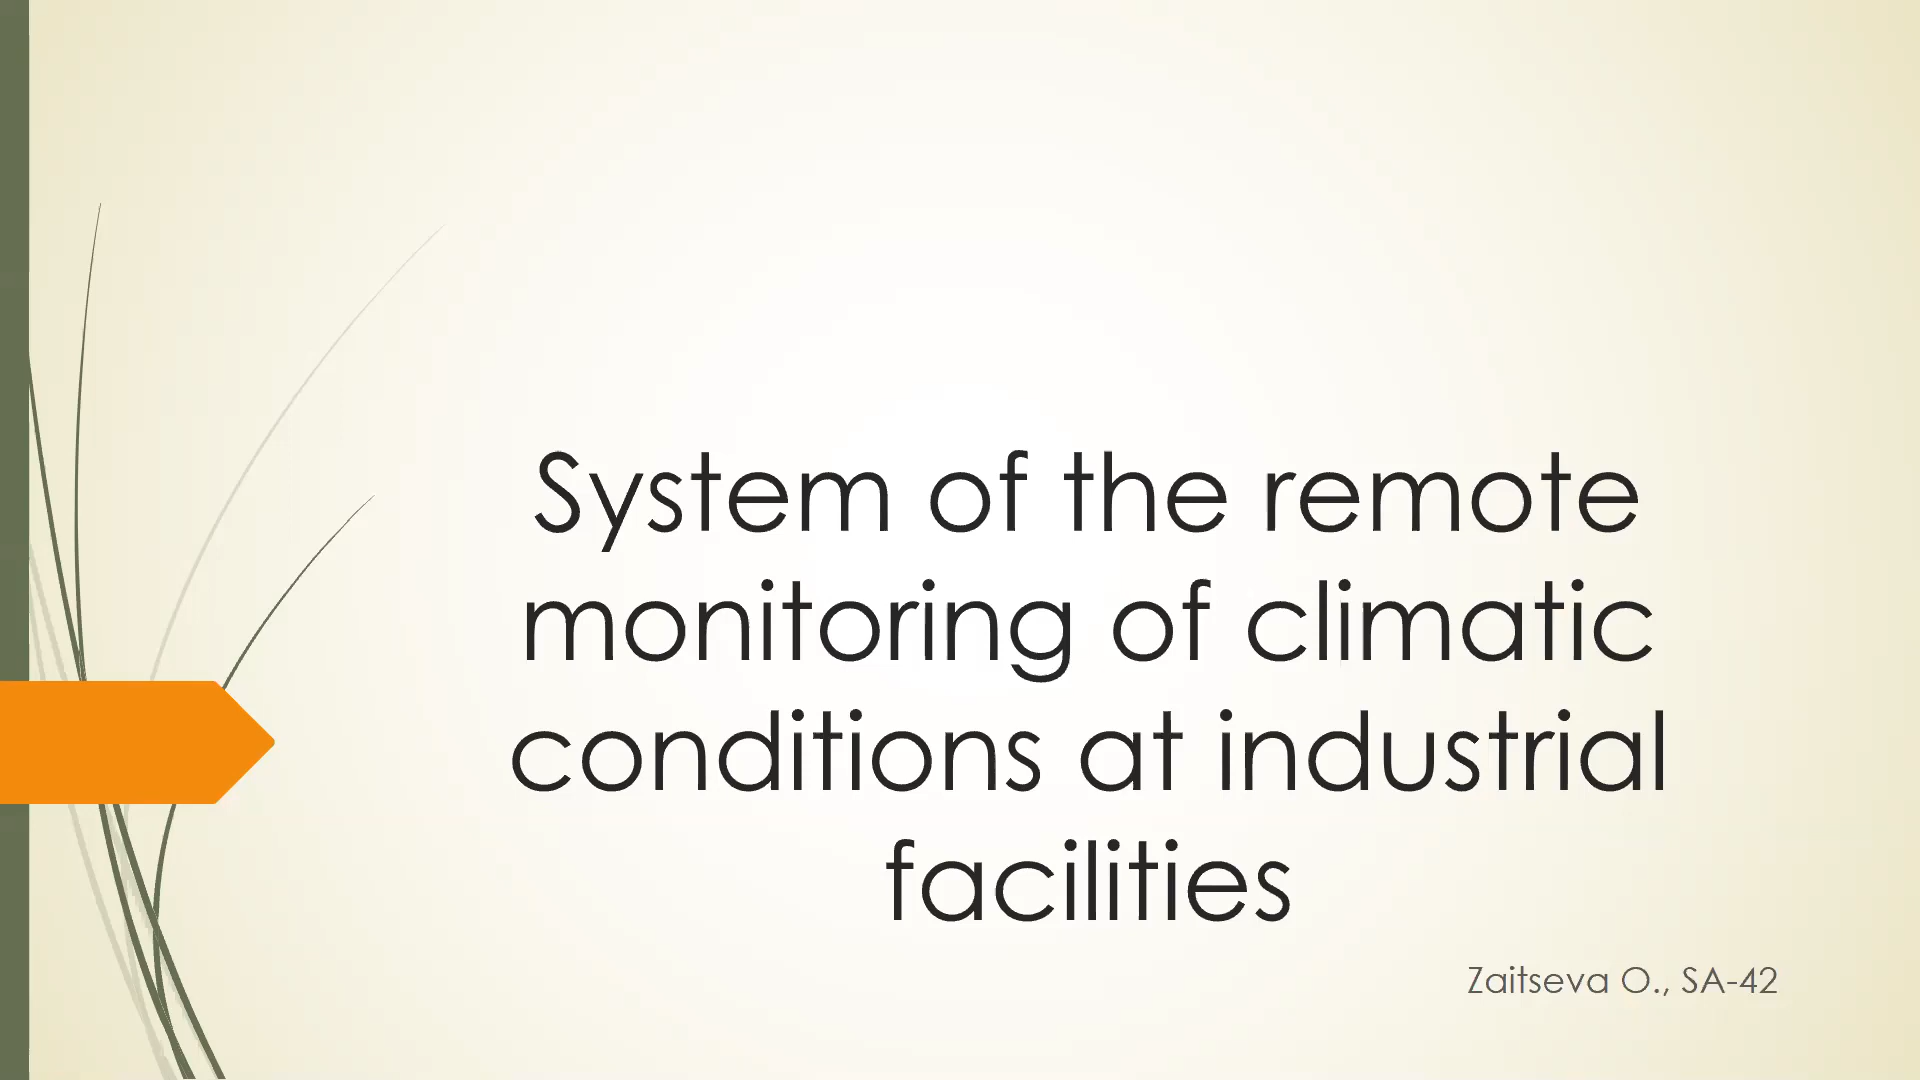 System of the remote
monitoring of climatic
conditions at industrial
facilities
Zaitseva O., SA-42